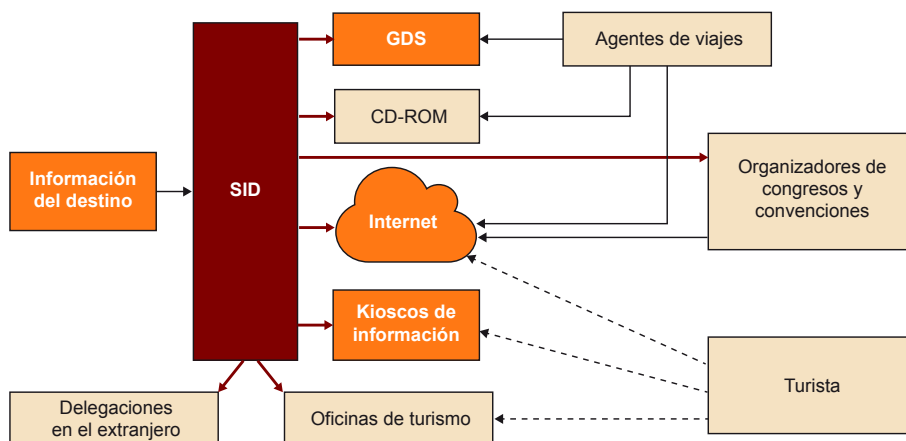 GDS
Agentes de viajes
CD-ROM
Información
del destino
SID
Organizadores de
congresos y
convenciones
Internet
Kioscos de
información
Turista
Delegaciones
en el extranjero
Oficinas de turismo